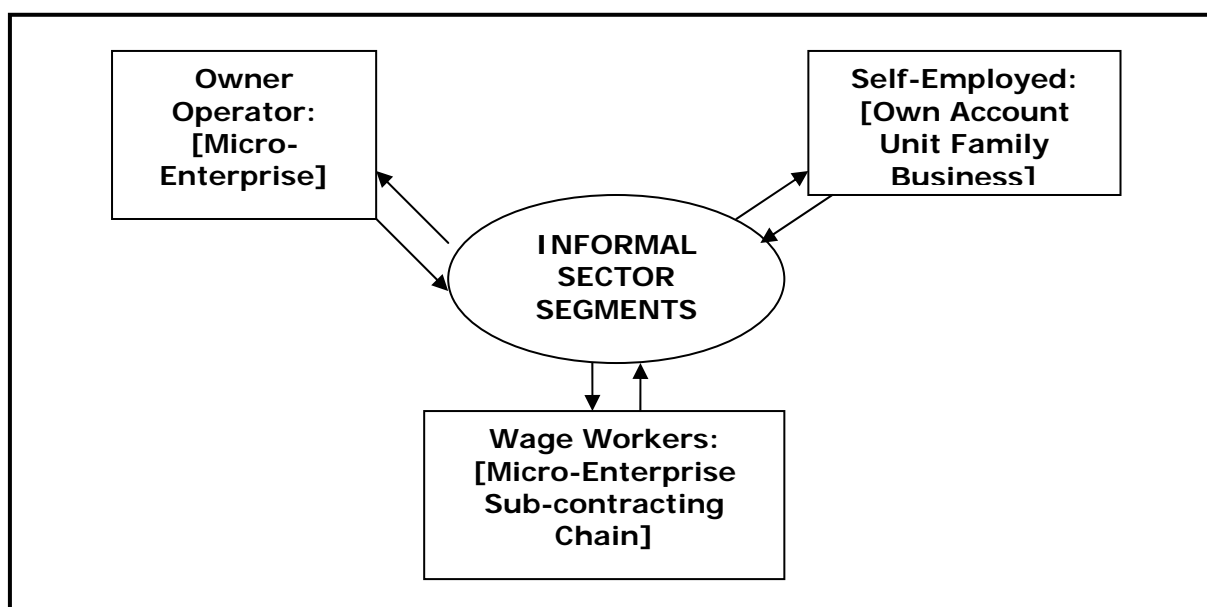 Owner
Operator:
[Micro-
Enterprise]
Self-Employed:
[Own Account
Unit Family
Business]
INFORMAL
SECTOR
SEGMENTS
Wage Workers:
[Micro-Enterprise
Sub-contracting
Chain]